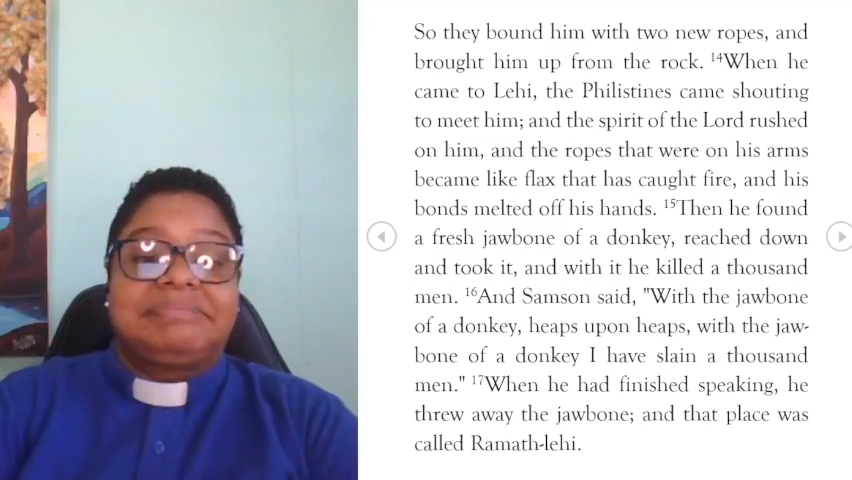 So they bound him with two new ropes, and
brought him up from the rock. ¹⁴When he
came to Lehi, the Philistines came shouting
to meet him; and the spirit of the Lord rushed
on him, and the ropes that were on his arms
became like flax that has caught fire, and his
bonds melted off his hands. ¹⁵Then he found
a fresh jawbone of a donkey, reached down
and took it, and with it he killed a thousand
men. ¹⁶And Samson said, "With the jawbone
of a donkey, heaps upon heaps, with the jaw-
bone of a donkey I have slain a thousand
men." ¹⁷When he had finished speaking, he
threw away the jawbone; and that place was
called Ramath-lehi.